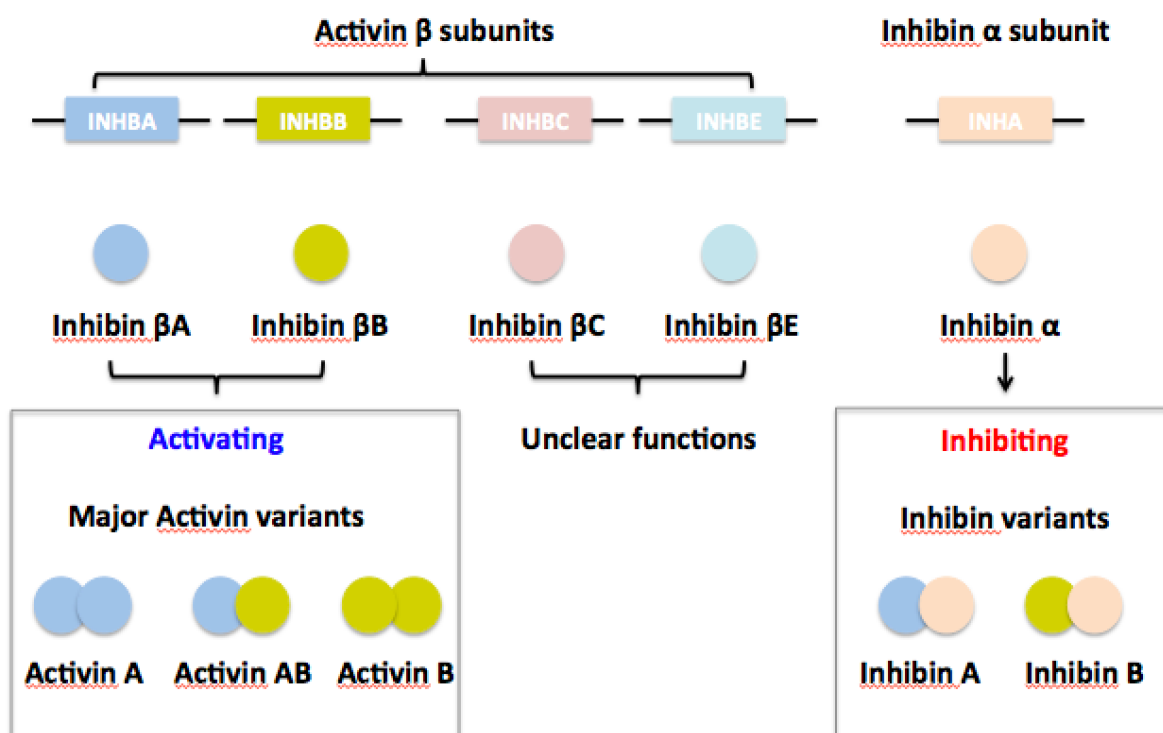 Activin β subunits
Inhibin α subunit
INHBA
INHBB
INHBC
INHBE
INHA
Inhibin βA
Inhibin βB
Inhibin βC
Inhibin βE
Inhibin α
Activating
Unclear functions
Inhibiting
Major Activin variants
Inhibin variants
Activin A
Activin AB
Activin B
Inhibin A
Inhibin B